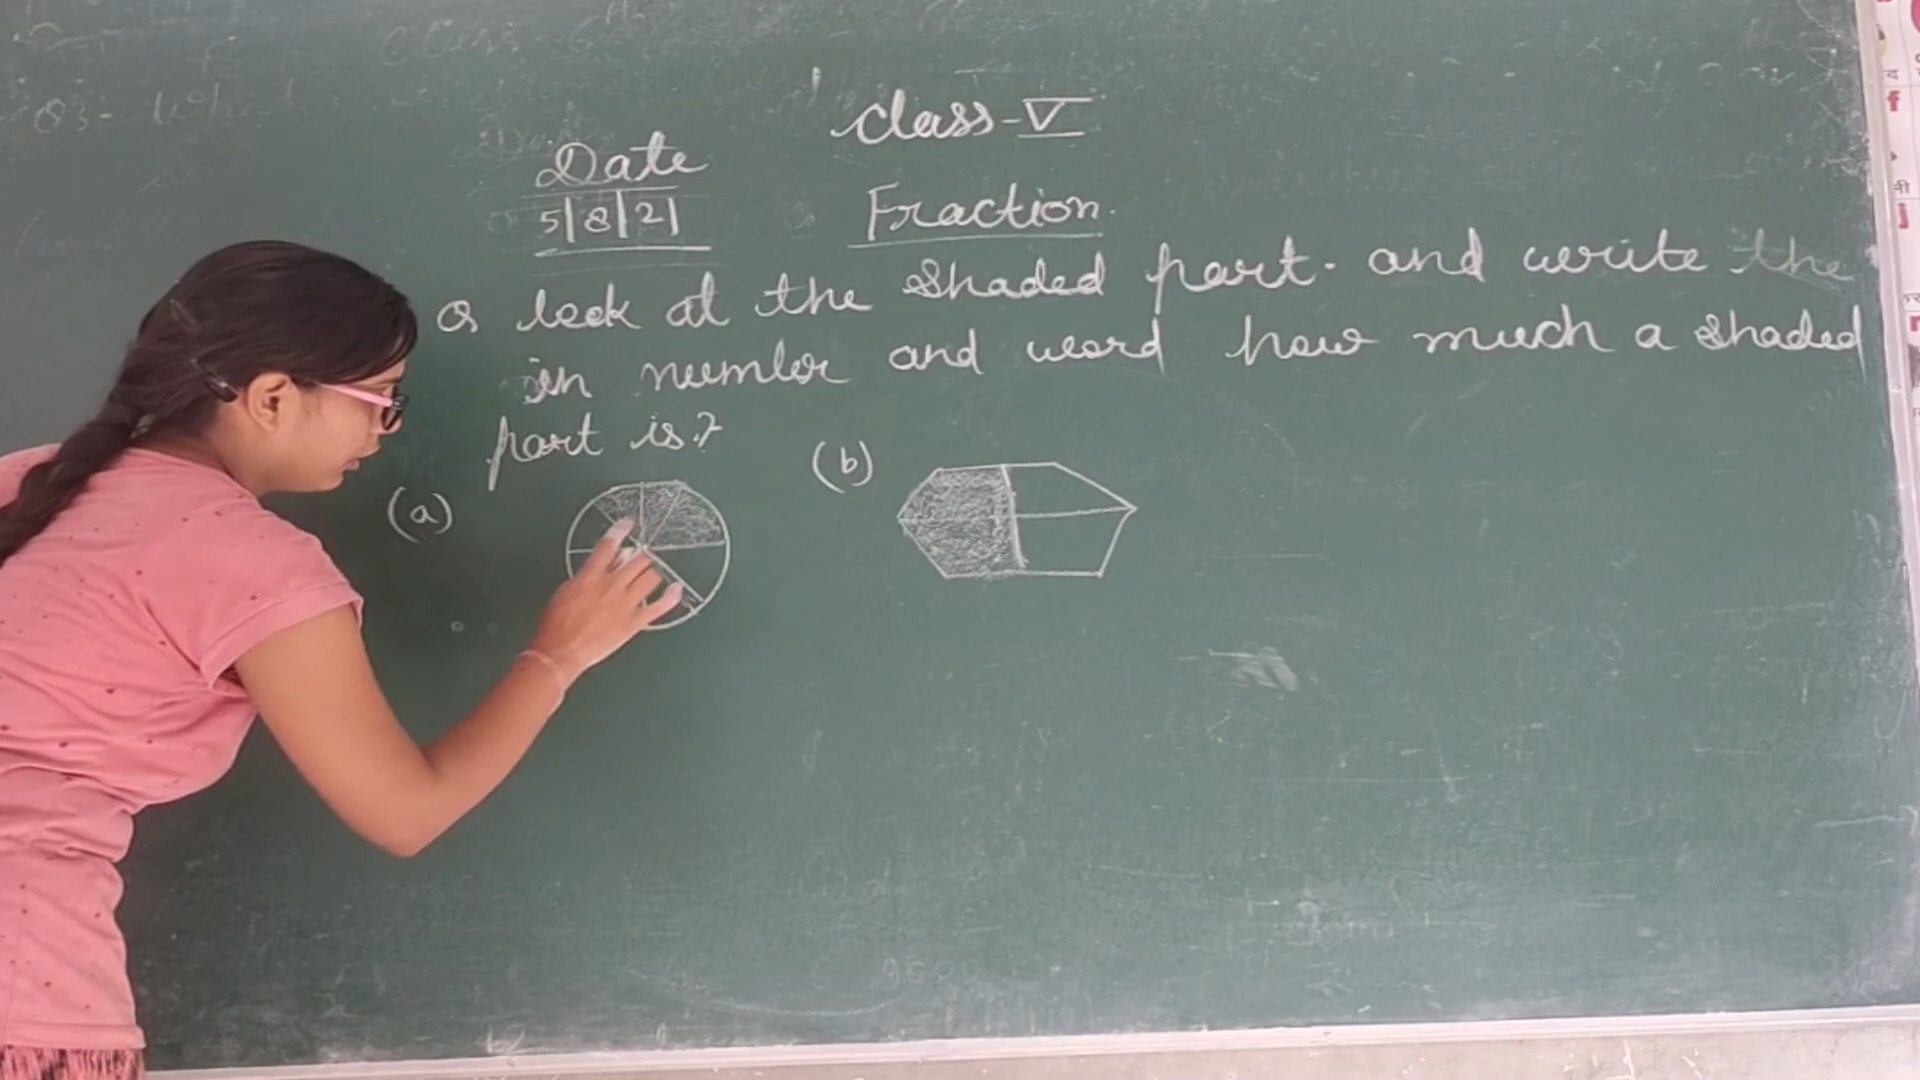 class-V
Date
5|8|21
Fraction.
Q look at the Shaded part. and write the
in number and word how much a shaded
part is?
(a) (b)